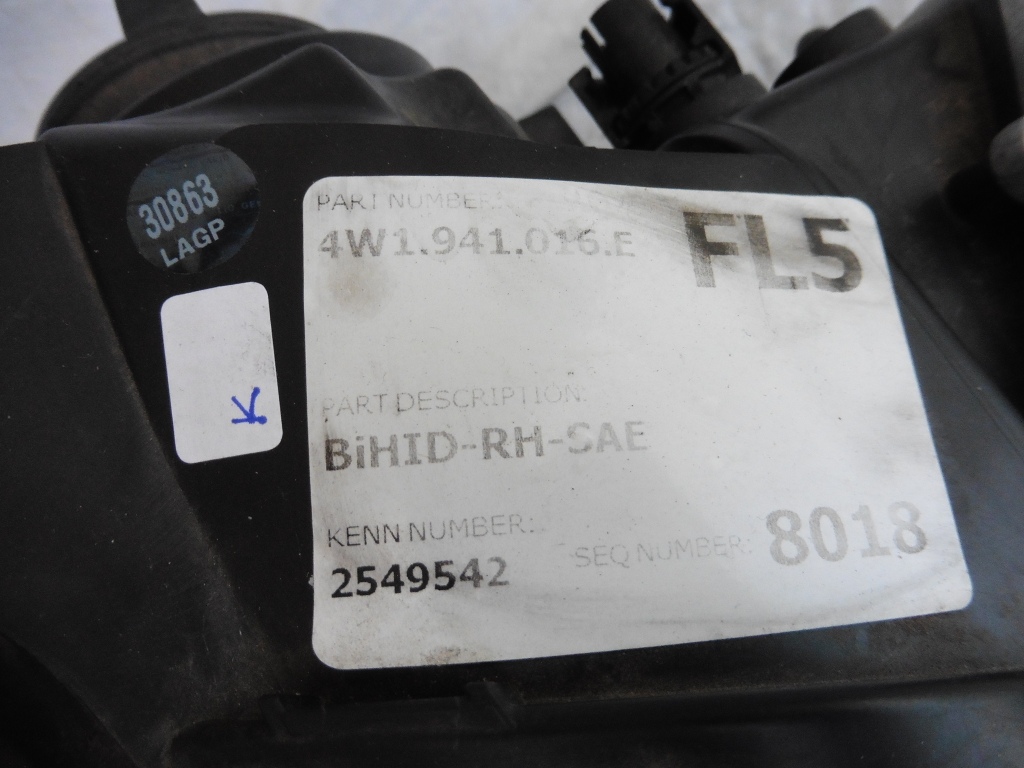 30863
LAGP
K
PART NUMBER:
4W1.941.016.E
FL5
PART DESCRIPTION:
BiHID-RH-SAE
KENN NUMBER:
2549542
SEQ NUMBER:
8018